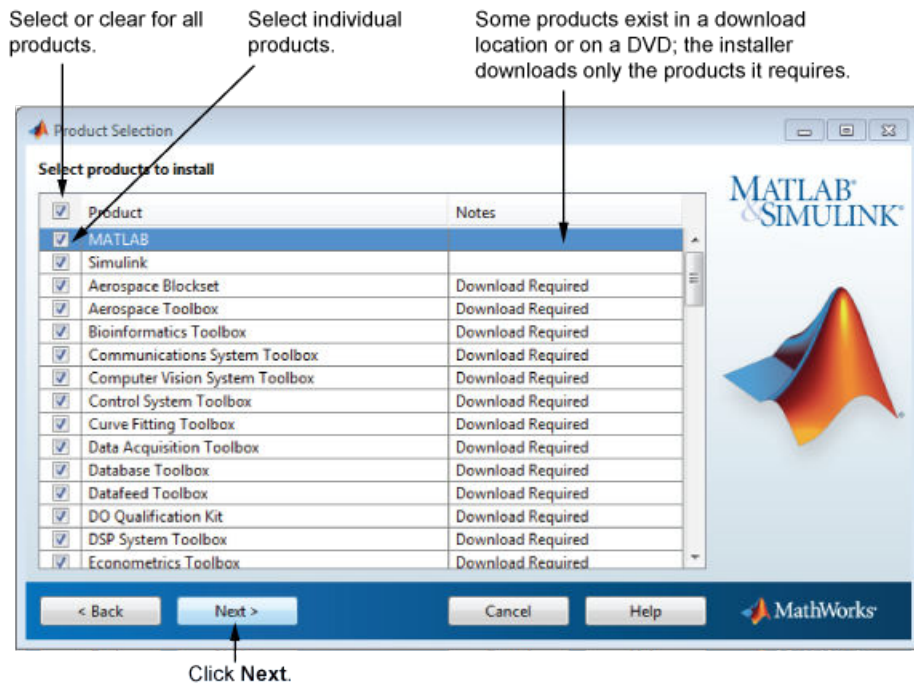 Select or clear for all
products.
Select individual
products.
Some products exist in a download
location or on a DVD; the installer
downloads only the products it requires.
Product Selection
Select products to install
Product Notes
MATLAB
Simulink
Aerospace Blockset Download Required
Aerospace Toolbox Download Required
Bioinformatics Toolbox Download Required
Communications System Toolbox Download Required
Computer Vision System Toolbox Download Required
Control System Toolbox Download Required
Curve Fitting Toolbox Download Required
Data Acquisition Toolbox Download Required
Database Toolbox Download Required
Datafeed Toolbox Download Required
DO Qualification Kit Download Required
DSP System Toolbox Download Required
Econometrics Toolbox Download Required
MATLAB®
&SIMULINK®
< Back Next > Cancel Help MathWorks®
Click Next.